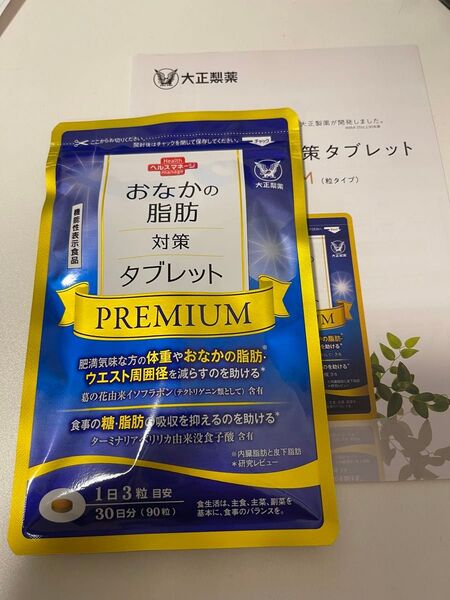 大正製薬
大正製薬が開発しました。
策タブレット
M（粒タイプ）
ここからお切りください。
開封後はチャックを閉じて保存してください。
チャック
Health
ヘルスマネージ
manage
大正製薬
機能性表示食品
おなかの
脂肪
対策
タブレット
PREMIUM
肥満気味な方の体重やおなかの脂肪※・
ウエスト周囲径を減らすのを助ける*
葛の花由来イソフラボン（テクトリゲニン類として）含有
食事の糖・脂肪の吸収を抑えるのを助ける*
ターミナリアベリリカ由来没食子酸 含有
※内臓脂肪と皮下脂肪
*研究レビュー
1日3粒 目安
30日分（90粒）
食生活は、主食、主菜、副菜を
基本に、食事のバランスを。
大正製薬
UM